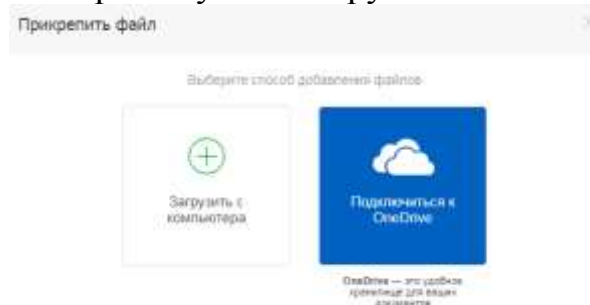 Прикрепить файл
Выберите способ добавления файлов
Загрузить с
компьютера
Подключиться к
OneDrive
OneDrive — это удобное
хранилище для ваших
документов